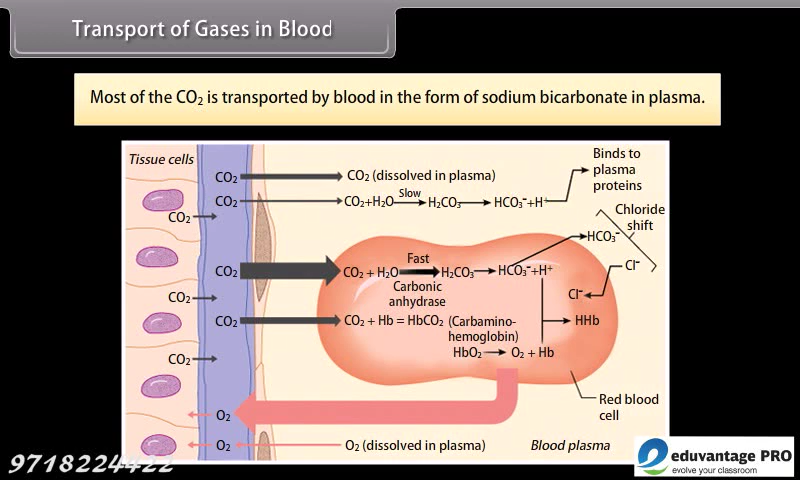 Transport of Gases in Blood
Most of the CO₂ is transported by blood in the form of sodium bicarbonate in plasma.
Tissue cells
CO₂
CO₂ (dissolved in plasma)
Binds to
plasma
proteins
CO₂
CO₂+H₂O
Slow
H₂CO₃
HCO₃⁻+H⁺
CO₂
Chloride
shift
HCO₃⁻
CO₂
CO₂ + H₂O
Fast
Carbonic
anhydrase
H₂CO₃
HCO₃⁻+H⁺
Cl⁻
Cl⁻
CO₂
CO₂
CO₂ + Hb = HbCO₂ (Carbamino-
hemoglobin)
HHb
HbO₂
O₂ + Hb
CO₂
Red blood
cell
O₂
O₂
O₂ (dissolved in plasma)
Blood plasma
9718224422
eduvantage PRO
evolve your classroom